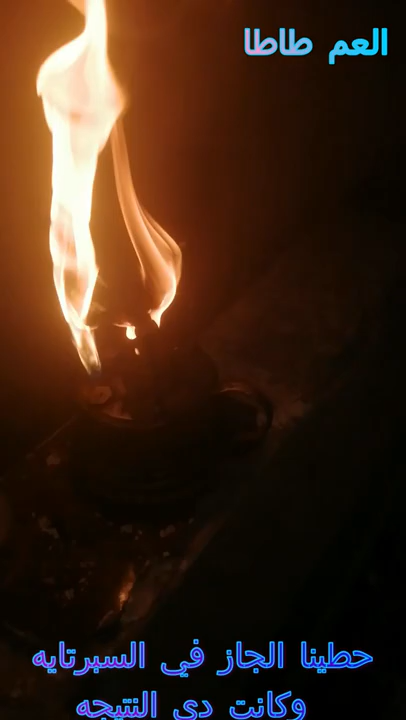 العم طاطا
حطينا الجاز في السبرتايه
وكانت دي النتيجه